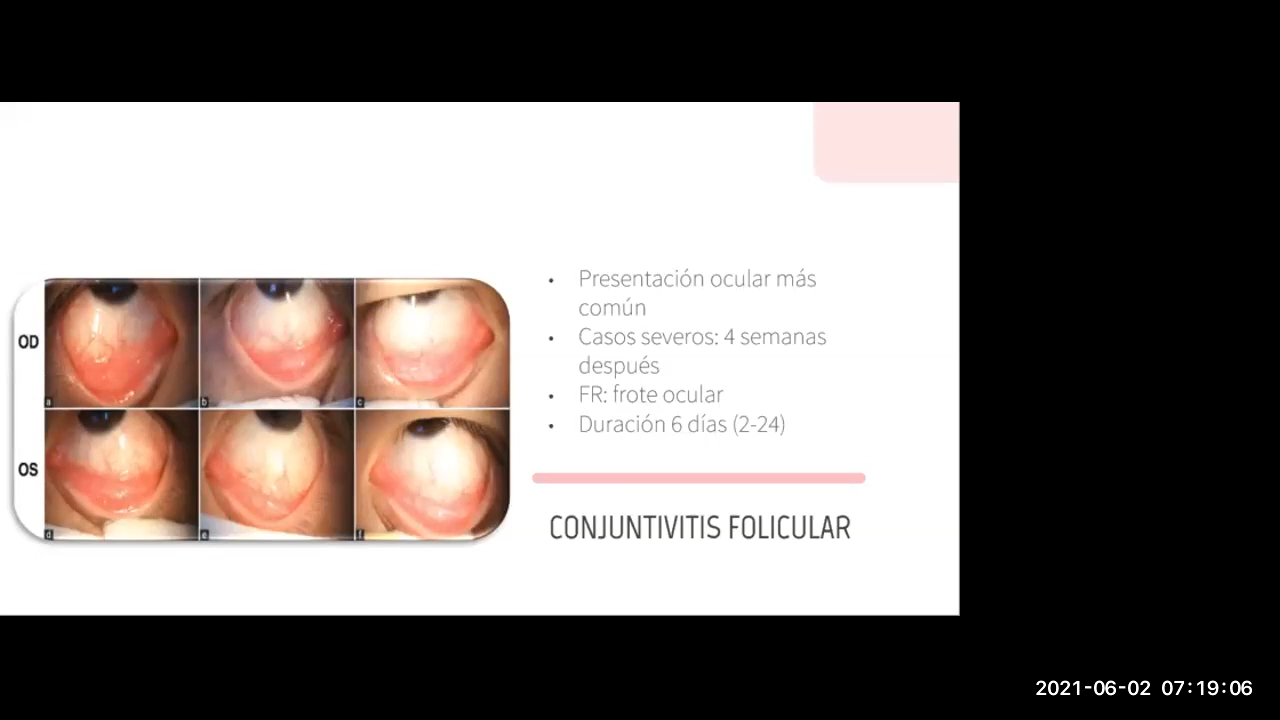 OD
a
b
c
OS
d
e
f
• Presentación ocular más
común
• Casos severos: 4 semanas
después
• FR: frote ocular
• Duración 6 días (2-24)
CONJUNTIVITIS FOLICULAR
2021-06-02 07:19:06